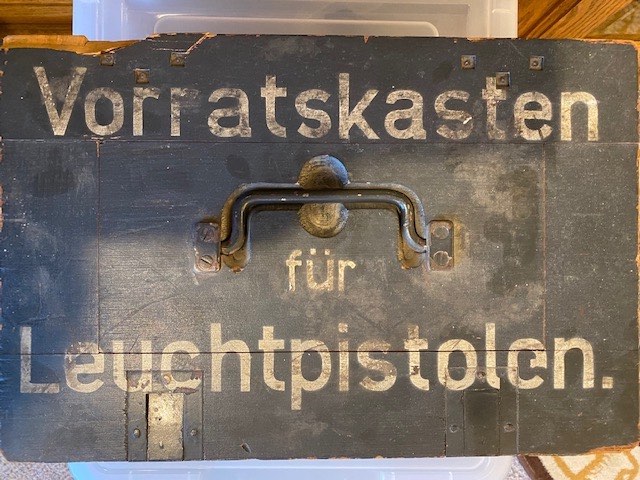 Vorratskasten
für
Leuchtpistolen.